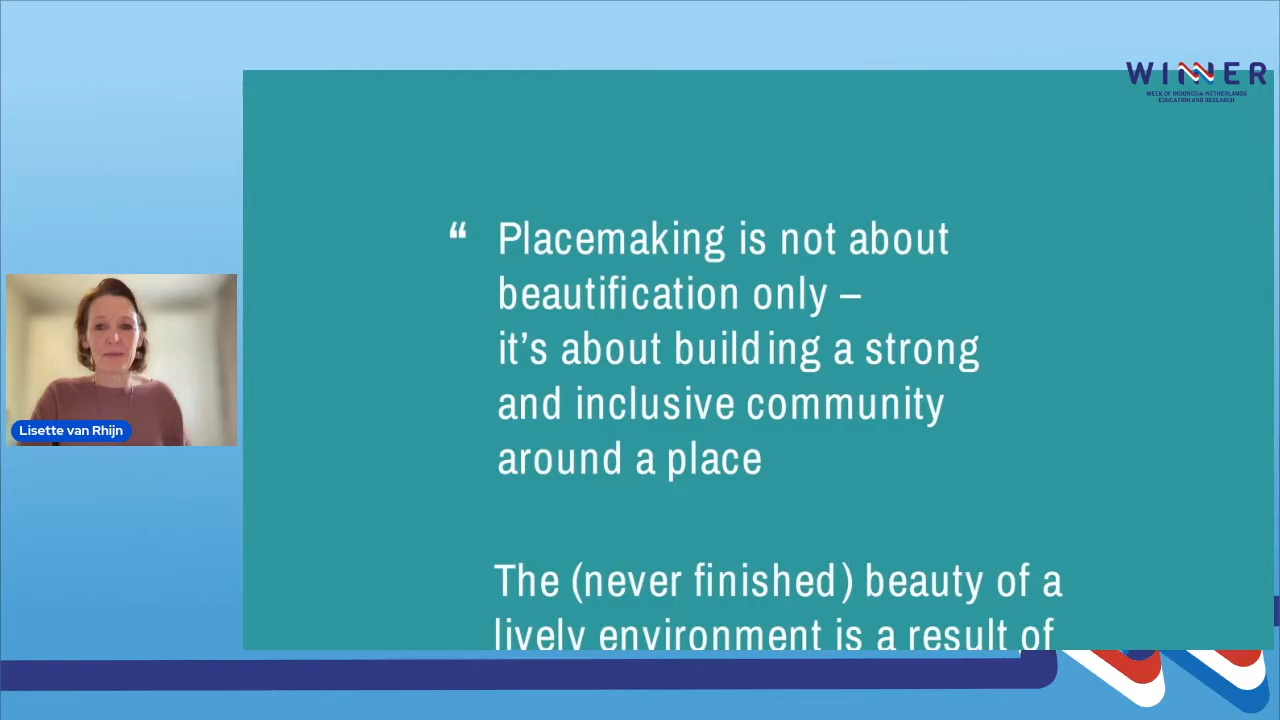 WINNER
WEEK OF INDONESIA-NETHERLANDS
EDUCATION AND RESEARCH
“ Placemaking is not about
beautification only –
it’s about building a strong
and inclusive community
around a place
The (never finished) beauty of a
lively environment is a result of
Lisette van Rhijn